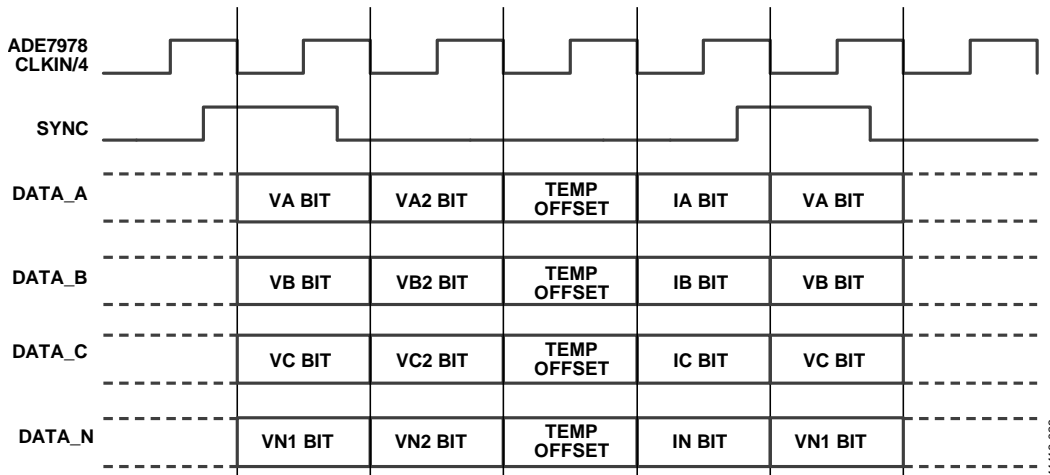 ADE7978
CLKIN/4
SYNC
DATA_A
VA BIT
VA2 BIT
TEMP
OFFSET
IA BIT
VA BIT
DATA_B
VB BIT
VB2 BIT
TEMP
OFFSET
IB BIT
VB BIT
DATA_C
VC BIT
VC2 BIT
TEMP
OFFSET
IC BIT
VC BIT
DATA_N
VN1 BIT
VN2 BIT
TEMP
OFFSET
IN BIT
VN1 BIT